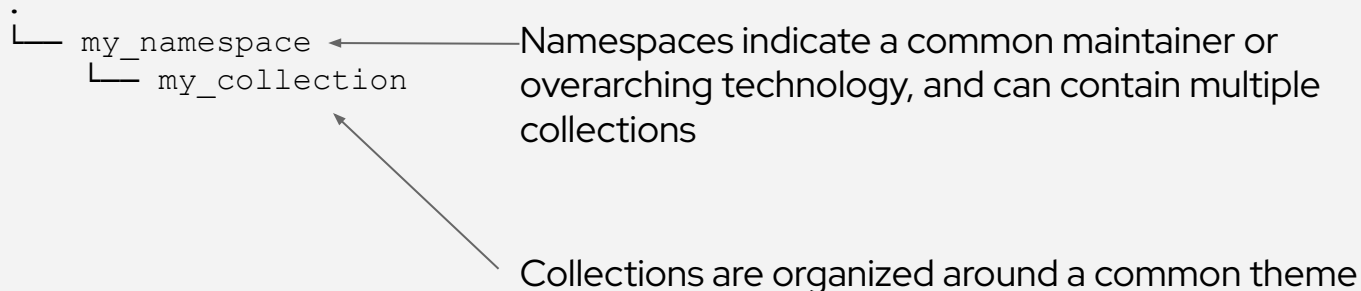 .
└── my_namespace
└── my_collection
Namespaces indicate a common maintainer or
overarching technology, and can contain multiple
collections
Collections are organized around a common theme